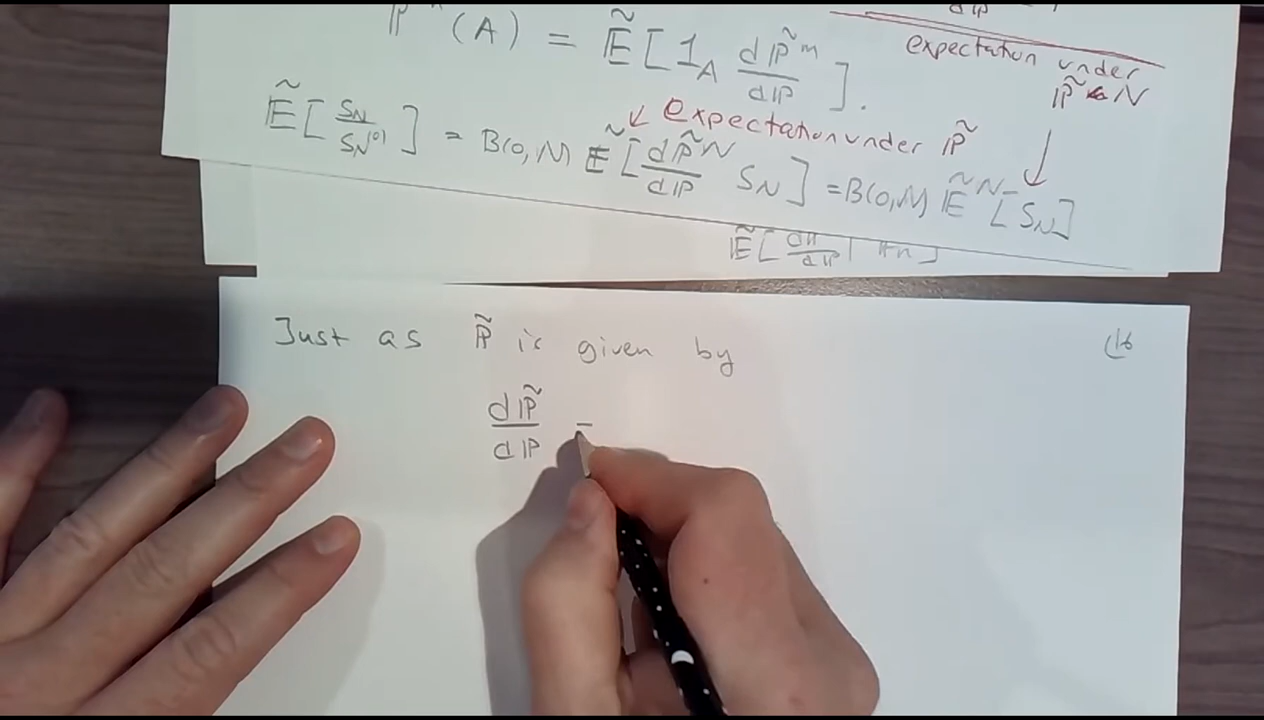 (A) = Ẽ[1_A dP̃^m/dP].
expectation under
P̃ N
↙ expectation under P̃
Ẽ[S_N/S_N^(0)] = B(0,N) Ẽ[dP̃^N/dP S_N] = B(0,N) Ẽ^N[S_N]
Just as P̃ is given by
(16
dP̃/dP =